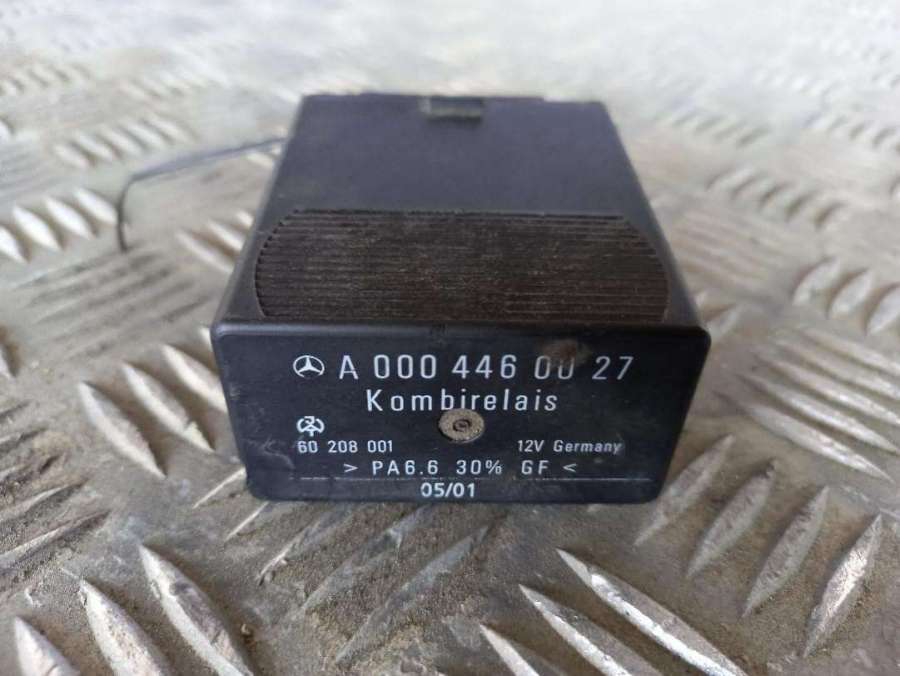 A 000 446 00 27
Kombirelais
60 208 001 12V Germany
> PA6.6 30% GF <
05/01